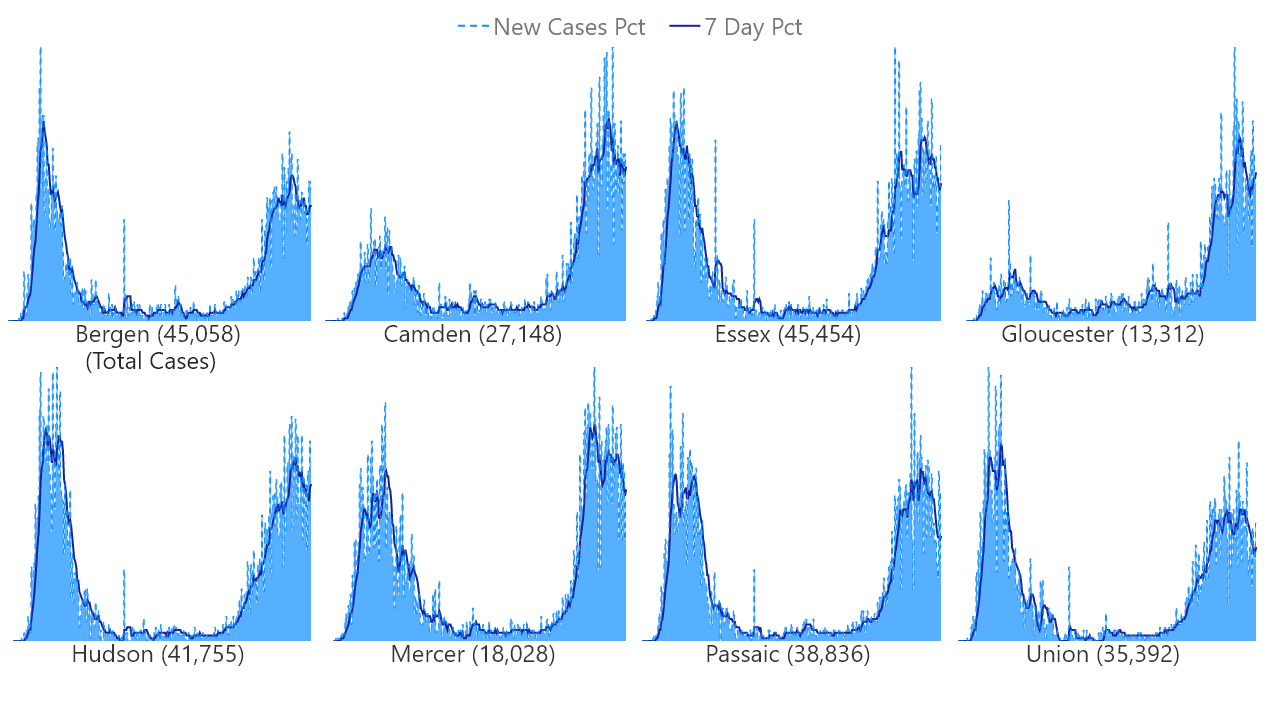 New Cases Pct 7 Day Pct
Bergen (45,058) Camden (27,148) Essex (45,454) Gloucester (13,312)
(Total Cases)
Hudson (41,755) Mercer (18,028) Passaic (38,836) Union (35,392)